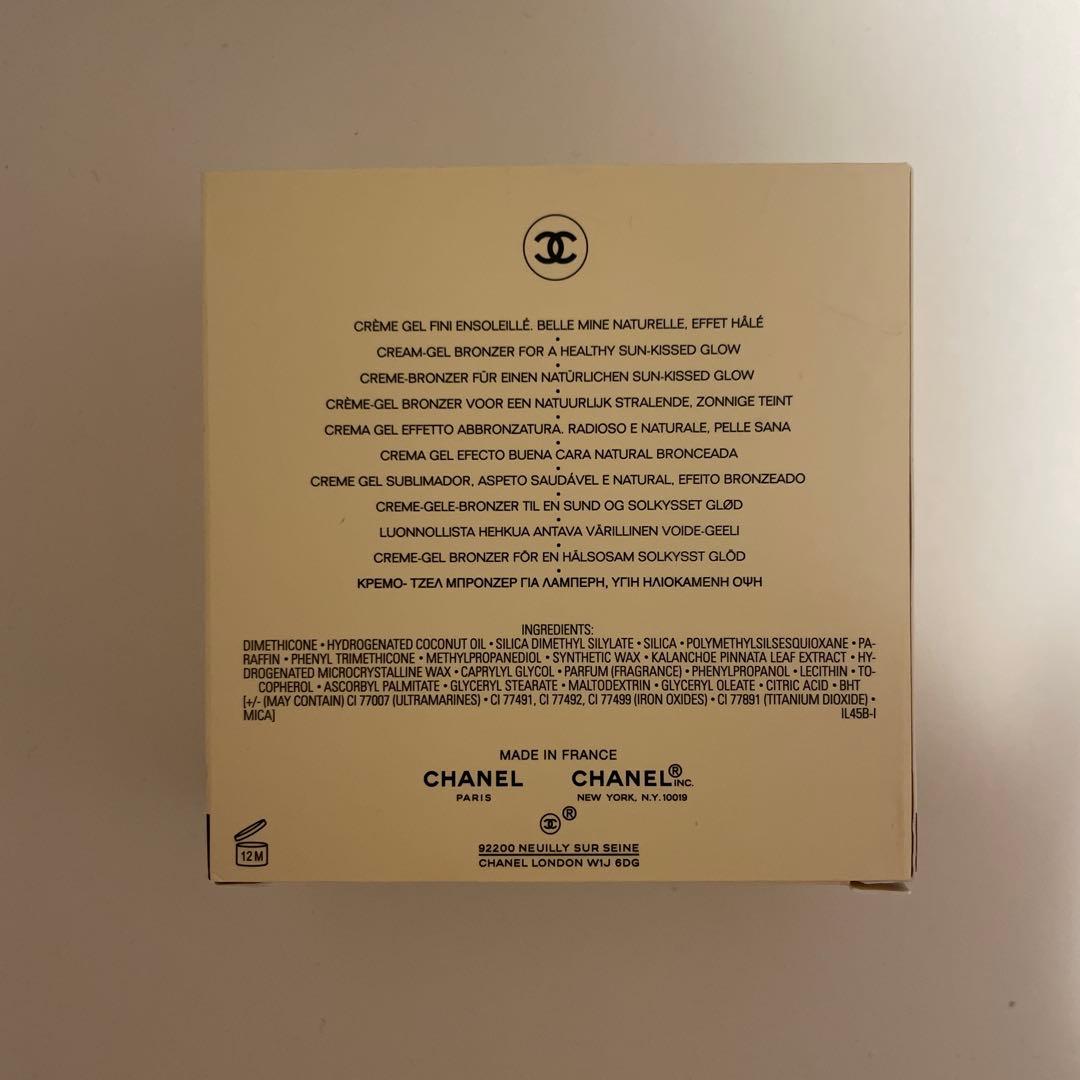 CRÈME GEL FINI ENSOLEILLÉ. BELLE MINE NATURELLE, EFFET HÂLÉ
•
CREAM-GEL BRONZER FOR A HEALTHY SUN-KISSED GLOW
•
CREME-BRONZER FÜR EINEN NATÜRLICHEN SUN-KISSED GLOW
•
CRÈME-GEL BRONZER VOOR EEN NATUURLIJK STRALENDE, ZONNIGE TEINT
•
CREMA GEL EFFETTO ABBRONZATURA. RADIOSO E NATURALE, PELLE SANA
•
CREMA GEL EFECTO BUENA CARA NATURAL BRONCEADA
•
CREME GEL SUBLIMADOR, ASPETO SAUDÁVEL E NATURAL, EFEITO BRONZEADO
•
CREME-GELE-BRONZER TIL EN SUND OG SOLKYSSET GLØD
•
LUONNOLLISTA HEHKUA ANTAVA VÄRILLINEN VOIDE-GEELI
•
CREME-GEL BRONZER FÖR EN HÄLSOSAM SOLKYSST GLÖD
•
ΚΡΕΜΟ- ΤΖΕΛ ΜΠΡΟΝΖΕΡ ΓΙΑ ΛΑΜΠΕΡΗ, ΥΓΙΗ ΗΛΙΟΚΑΜΕΝΗ ΟΨΗ
INGREDIENTS:
DIMETHICONE • HYDROGENATED COCONUT OIL • SILICA DIMETHYL SILYLATE • SILICA • POLYMETHYLSILSESQUIOXANE • PA-
RAFFIN • PHENYL TRIMETHICONE • METHYLPROPANEDIOL • SYNTHETIC WAX • KALANCHOE PINNATA LEAF EXTRACT • HY-
DROGENATED MICROCRYSTALLINE WAX • CAPRYLYL GLYCOL • PARFUM (FRAGRANCE) • PHENYLPROPANOL • LECITHIN • TO-
COPHEROL • ASCORBYL PALMITATE • GLYCERYL STEARATE • MALTODEXTRIN • GLYCERYL OLEATE • CITRIC ACID • BHT
[+/- (MAY CONTAIN) CI 77007 (ULTRAMARINES) • CI 77491, CI 77492, CI 77499 (IRON OXIDES) • CI 77891 (TITANIUM DIOXIDE) •
MICA] IL45B-I
MADE IN FRANCE
CHANEL CHANEL® INC.
PARIS NEW YORK, N.Y. 10019
®
92200 NEUILLY SUR SEINE
CHANEL LONDON W1J 6DG
12 M